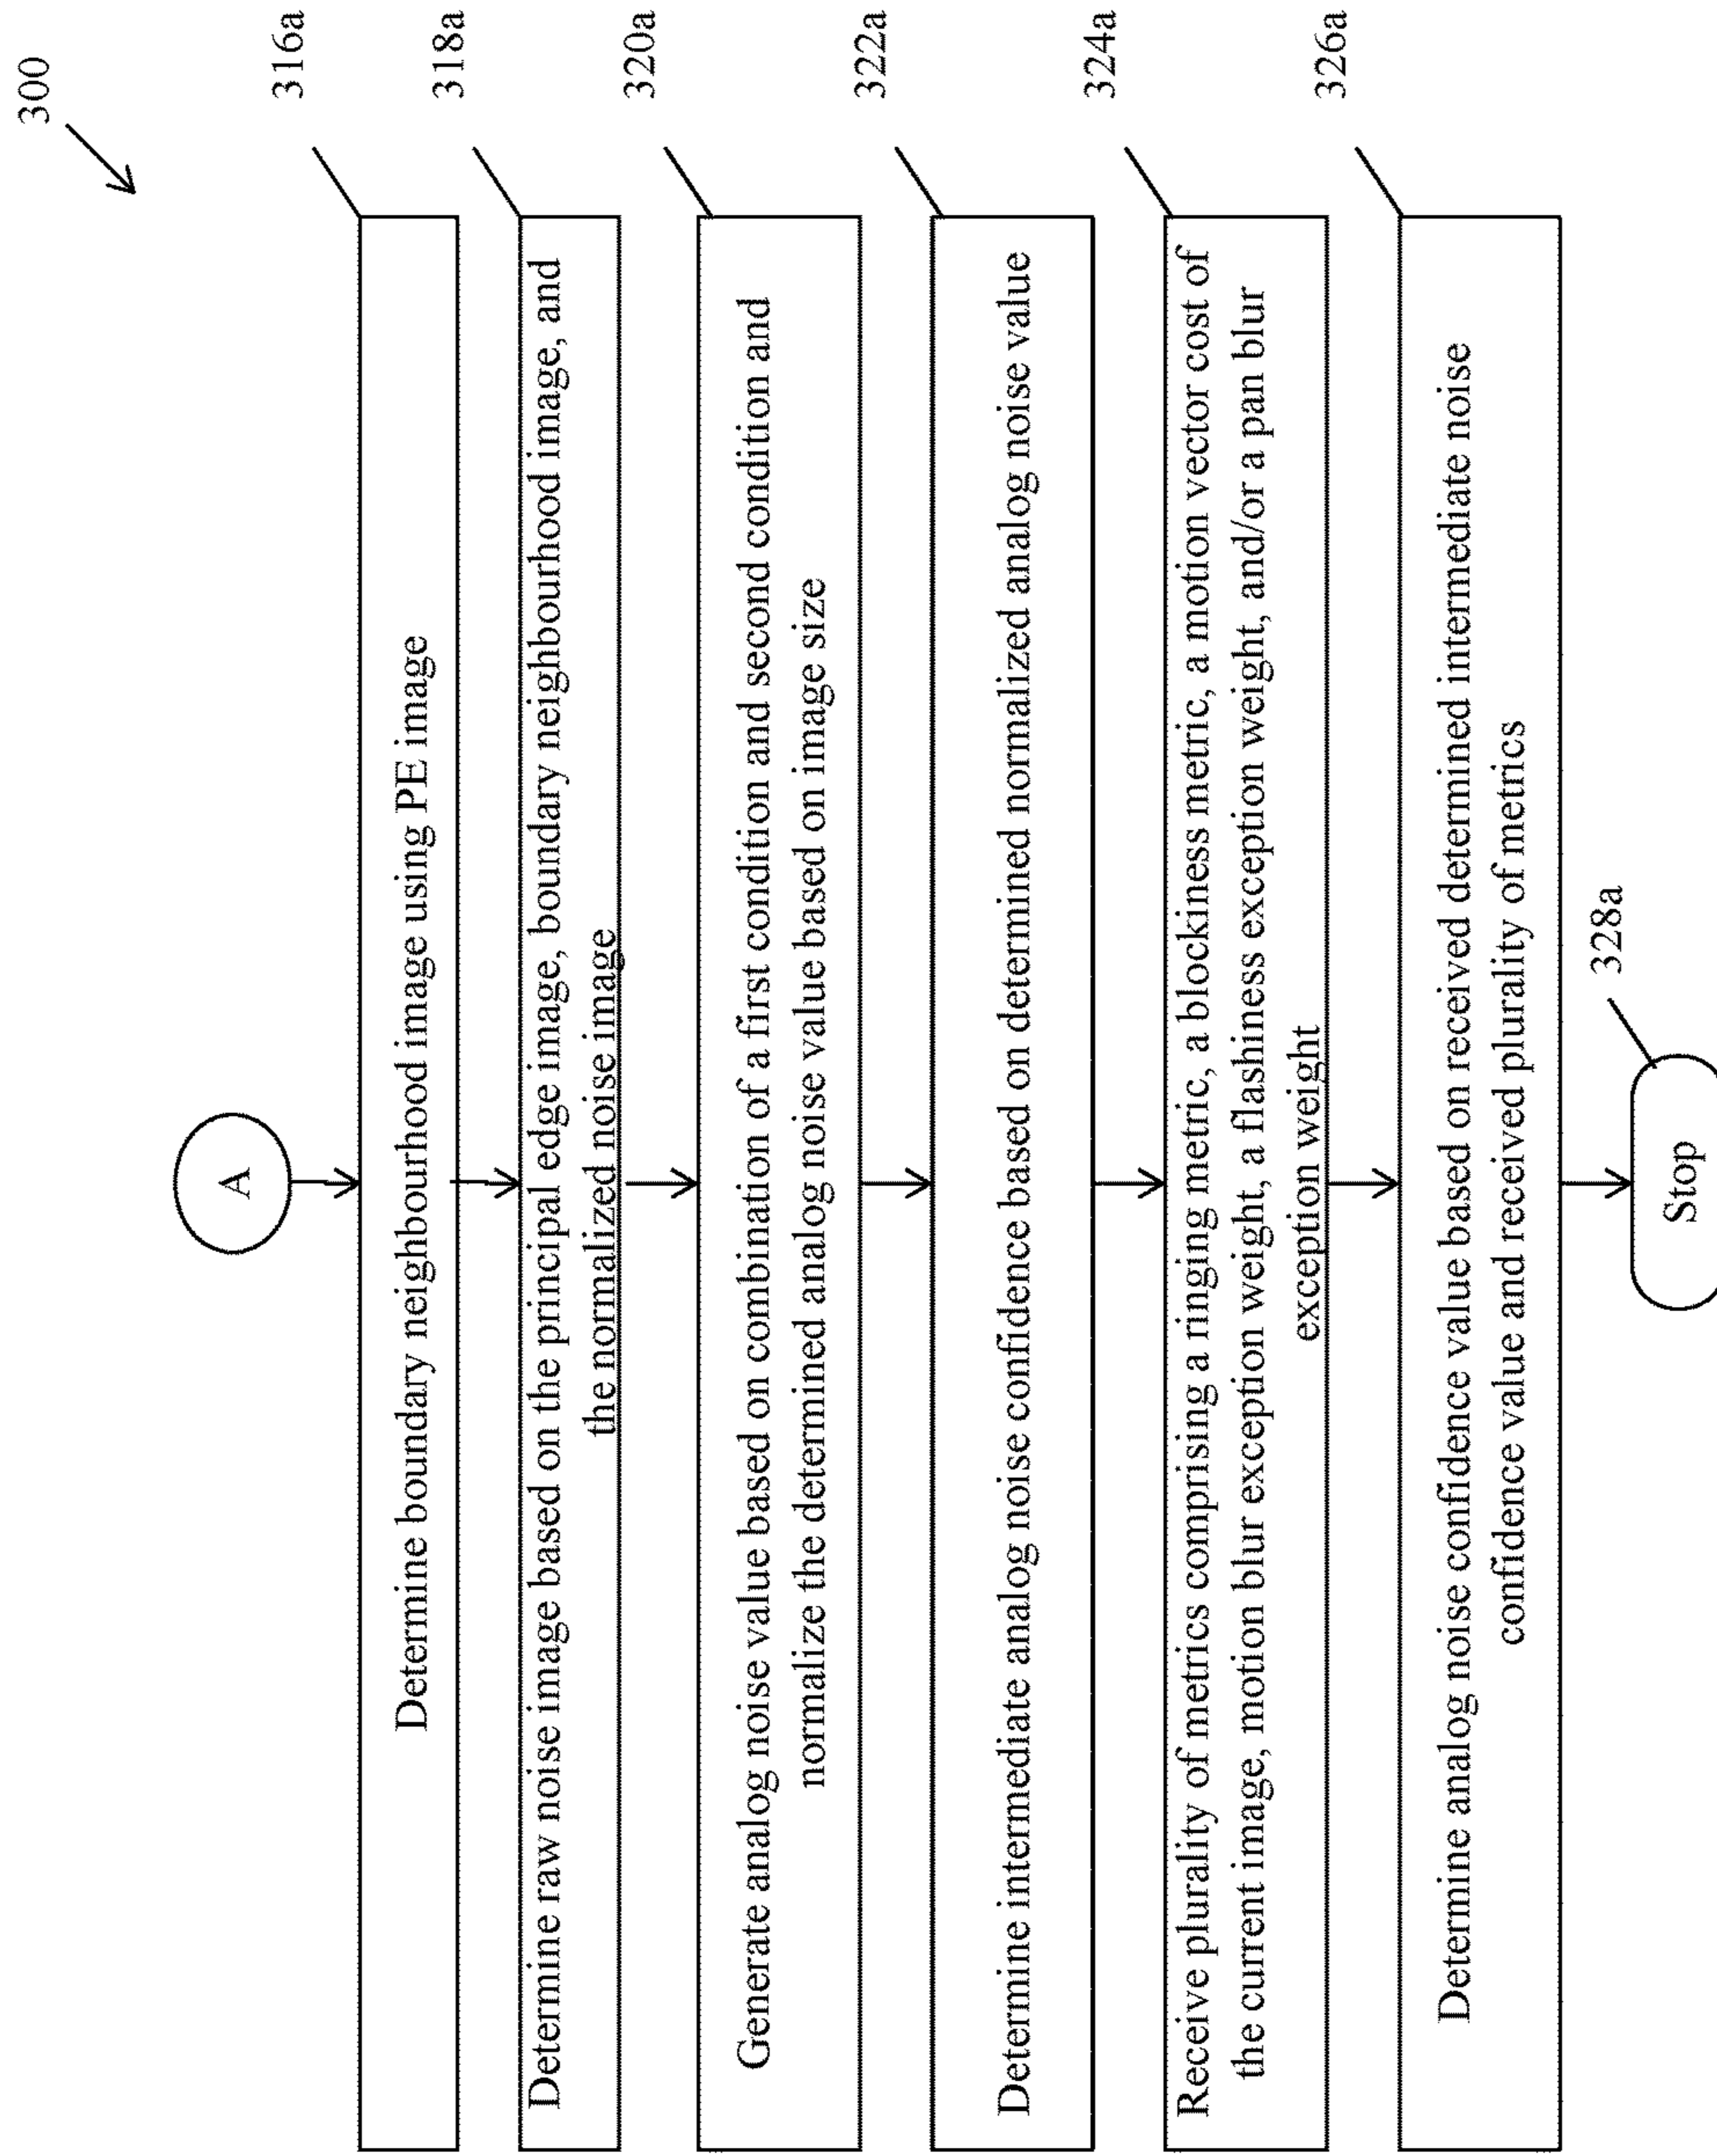 300
A
316a
Determine boundary neighbourhood image using PE image
318a
Determine raw noise image based on the principal edge image, boundary neighbourhood image, and
the normalized noise image
320a
Generate analog noise value based on combination of a first condition and second condition and
normalize the determined analog noise value based on image size
322a
Determine intermediate analog noise confidence based on determined normalized analog noise value
324a
Receive plurality of metrics comprising a ringing metric, a blockiness metric, a motion vector cost of
the current image, motion blur exception weight, a flashiness exception weight, and/or a pan blur
exception weight
326a
Determine analog noise confidence value based on received determined intermediate noise
confidence value and received plurality of metrics
328a
Stop